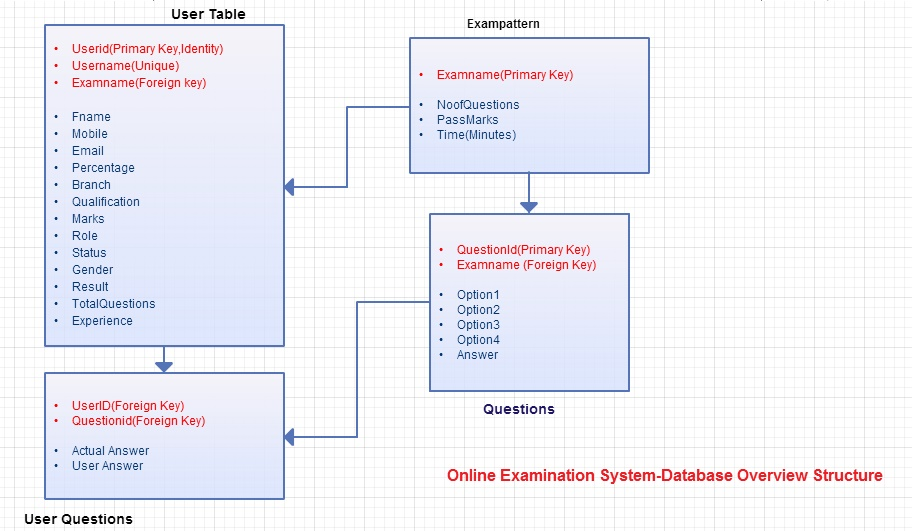 User Table
Userid(Primary Key,Identity)
Username(Unique)
Examname(Foreign key)
Fname
Mobile
Email
Percentage
Branch
Qualification
Marks
Role
Status
Gender
Result
TotalQuestions
Experience
Exampattern
Examname(Primary Key)
NoofQuestions
PassMarks
Time(Minutes)
QuestionId(Primary Key)
Examname (Foreign Key)
Option1
Option2
Option3
Option4
Answer
Questions
UserID(Foreign Key)
Questionid(Foreign Key)
Actual Answer
User Answer
User Questions
Online Examination System-Database Overview Structure